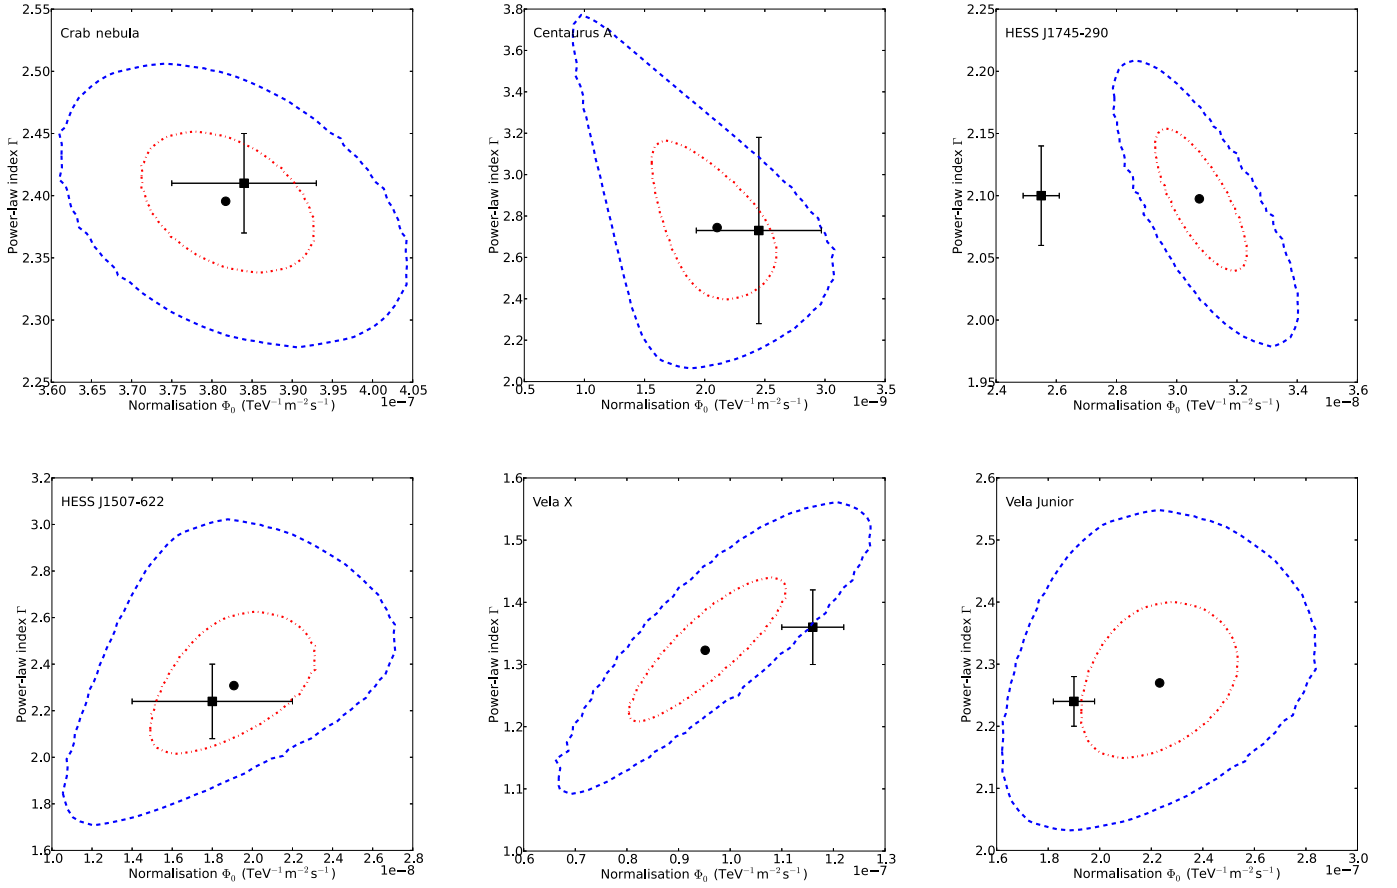 Crab nebula
Power-law index Γ
2.55
2.50
2.45
2.40
2.35
2.30
2.25
3.60 3.65 3.70 3.75 3.80 3.85 3.90 3.95 4.00 4.05
Normalisation Φ₀ (TeV⁻¹m⁻²s⁻¹) 1e−7
Centaurus A
Power-law index Γ
3.8
3.6
3.4
3.2
3.0
2.8
2.6
2.4
2.2
2.0
0.5 1.0 1.5 2.0 2.5 3.0 3.5
Normalisation Φ₀ (TeV⁻¹m⁻²s⁻¹) 1e−9
HESS J1745-290
Power-law index Γ
2.25
2.20
2.15
2.10
2.05
2.00
1.95
2.4 2.6 2.8 3.0 3.2 3.4 3.6
Normalisation Φ₀ (TeV⁻¹m⁻²s⁻¹) 1e−8
HESS J1507-622
Power-law index Γ
3.2
3.0
2.8
2.6
2.4
2.2
2.0
1.8
1.6
1.0 1.2 1.4 1.6 1.8 2.0 2.2 2.4 2.6 2.8
Normalisation Φ₀ (TeV⁻¹m⁻²s⁻¹) 1e−8
Vela X
Power-law index Γ
1.6
1.5
1.4
1.3
1.2
1.1
1.0
0.6 0.7 0.8 0.9 1.0 1.1 1.2 1.3
Normalisation Φ₀ (TeV⁻¹m⁻²s⁻¹) 1e−7
Vela Junior
Power-law index Γ
2.6
2.5
2.4
2.3
2.2
2.1
2.0
1.6 1.8 2.0 2.2 2.4 2.6 2.8 3.0
Normalisation Φ₀ (TeV⁻¹m⁻²s⁻¹) 1e−7